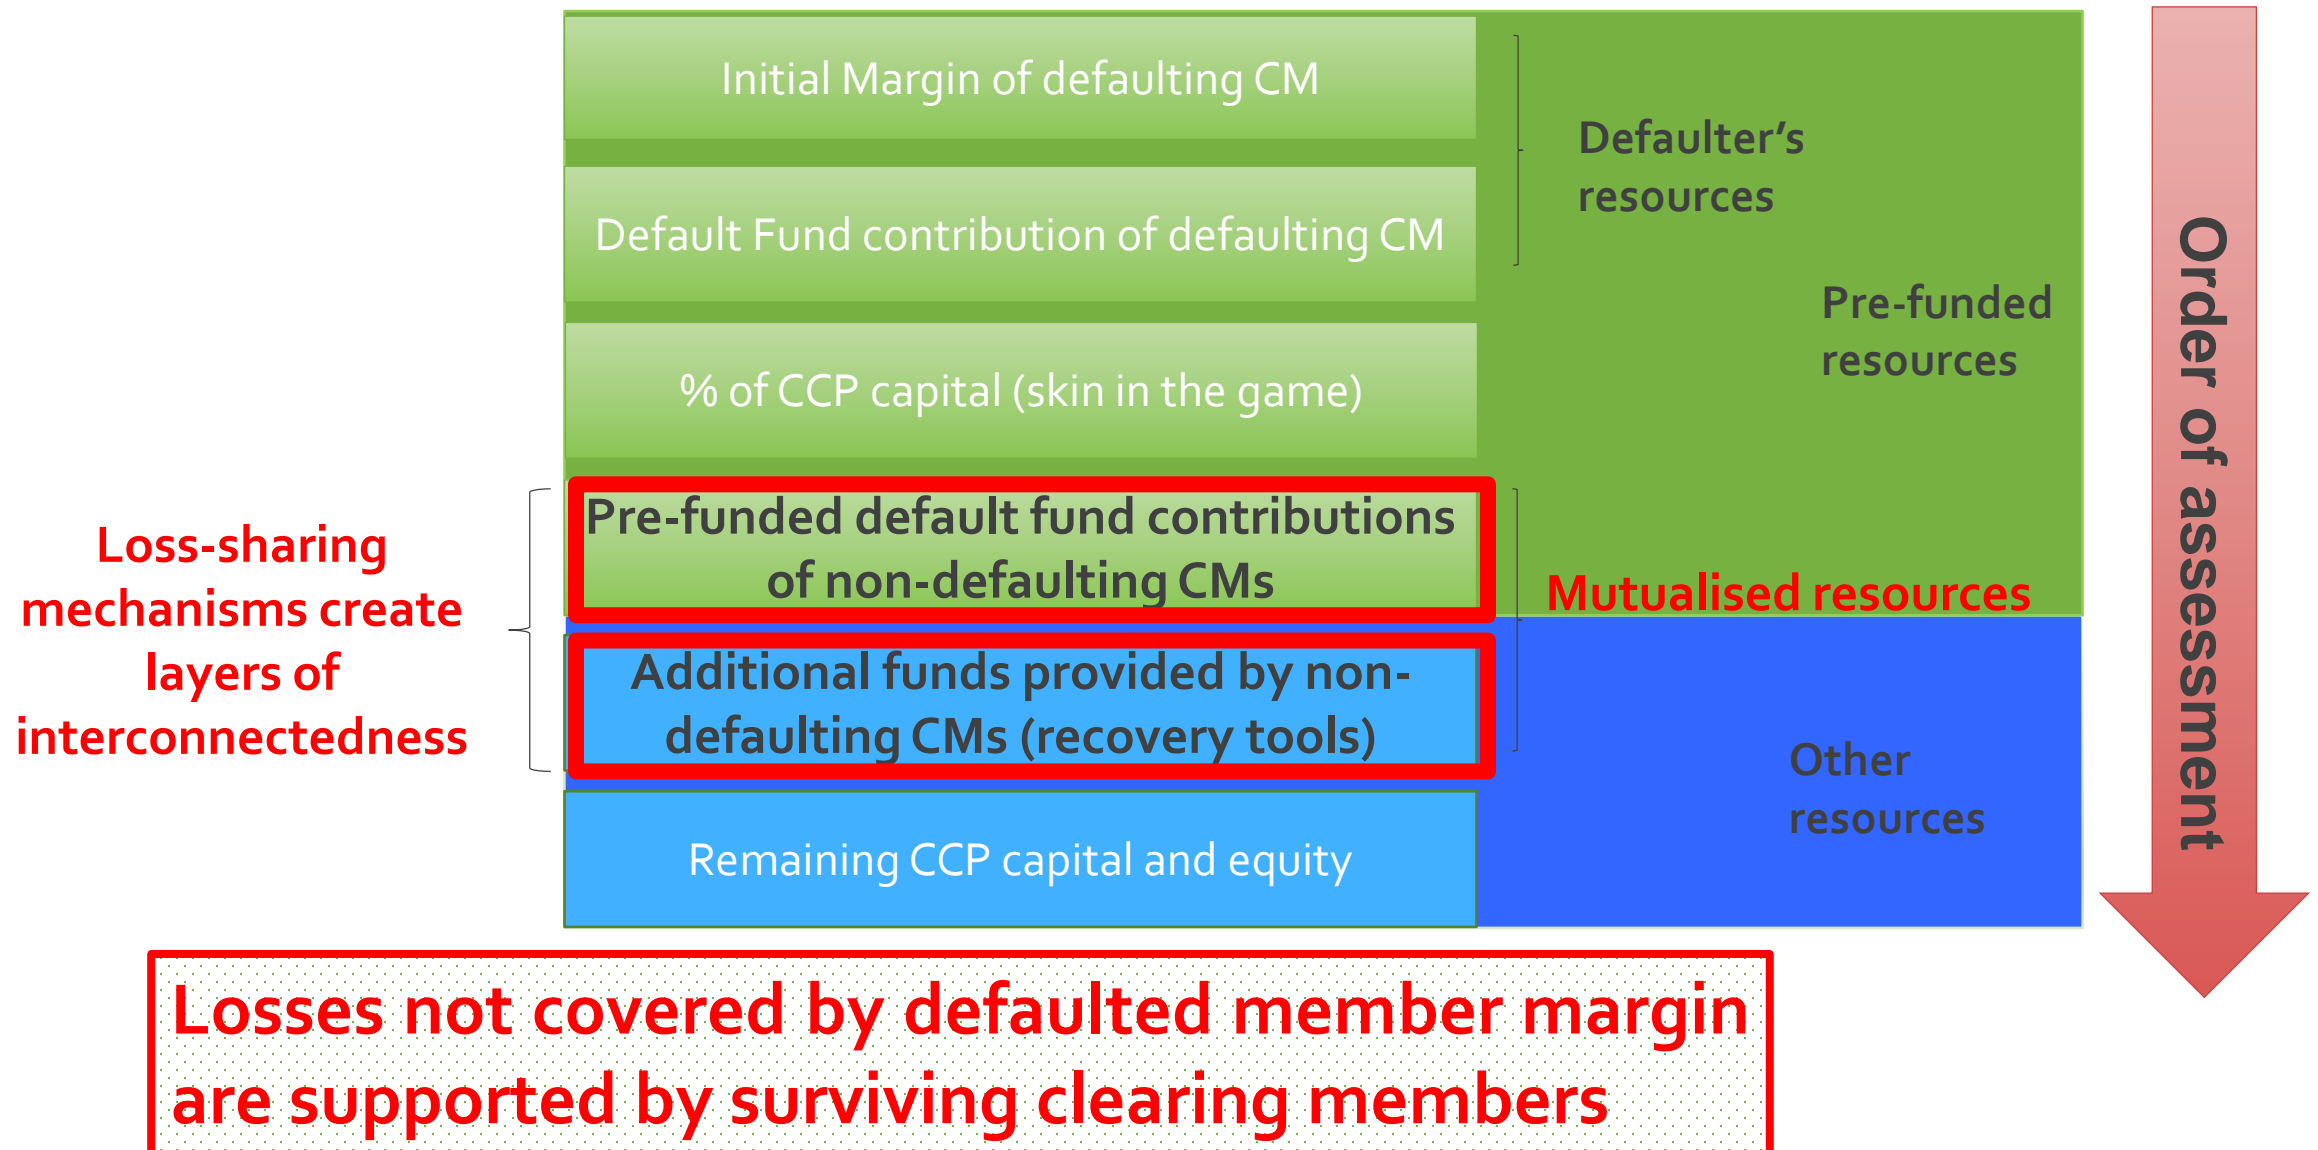 Initial Margin of defaulting CM
Default Fund contribution of defaulting CM
% of CCP capital (skin in the game)
Pre-funded default fund contributions
of non-defaulting CMs
Additional funds provided by non-
defaulting CMs (recovery tools)
Remaining CCP capital and equity
Defaulter’s
resources
Pre-funded
resources
Mutualised resources
Other
resources
Order of assessment
Loss-sharing
mechanisms create
layers of
interconnectedness
Losses not covered by defaulted member margin
are supported by surviving clearing members